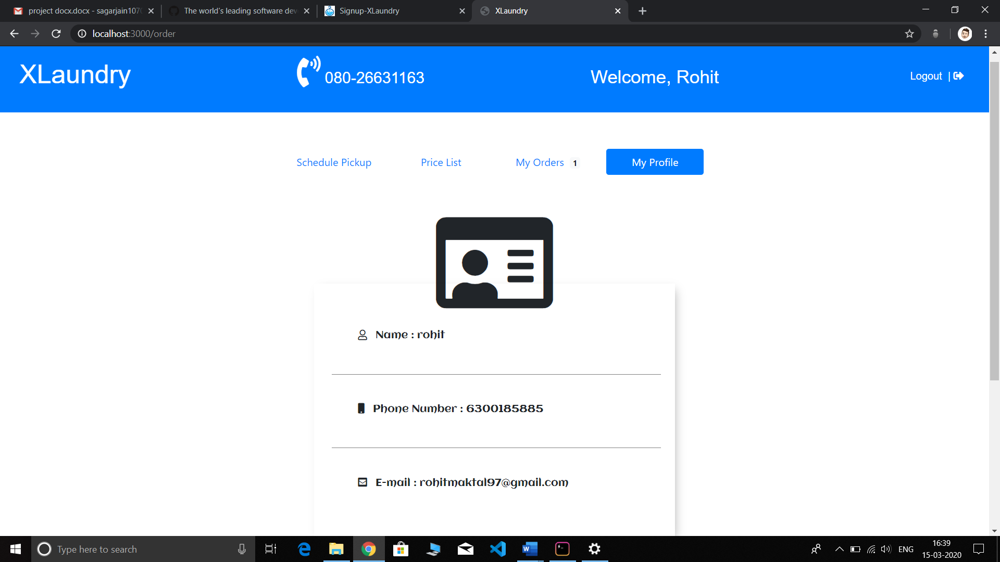 project docx.docx - sagarjain107
The world's leading software dev
Signup-XLaundry
XLaundry
localhost:3000/order
XLaundry
080-26631163
Welcome, Rohit
Logout |
Schedule Pickup
Price List
My Orders 1
My Profile
Name : rohit
Phone Number : 6300185885
E-mail : rohitmaktal97@gmail.com
Type here to search
ENG
16:39
15-03-2020